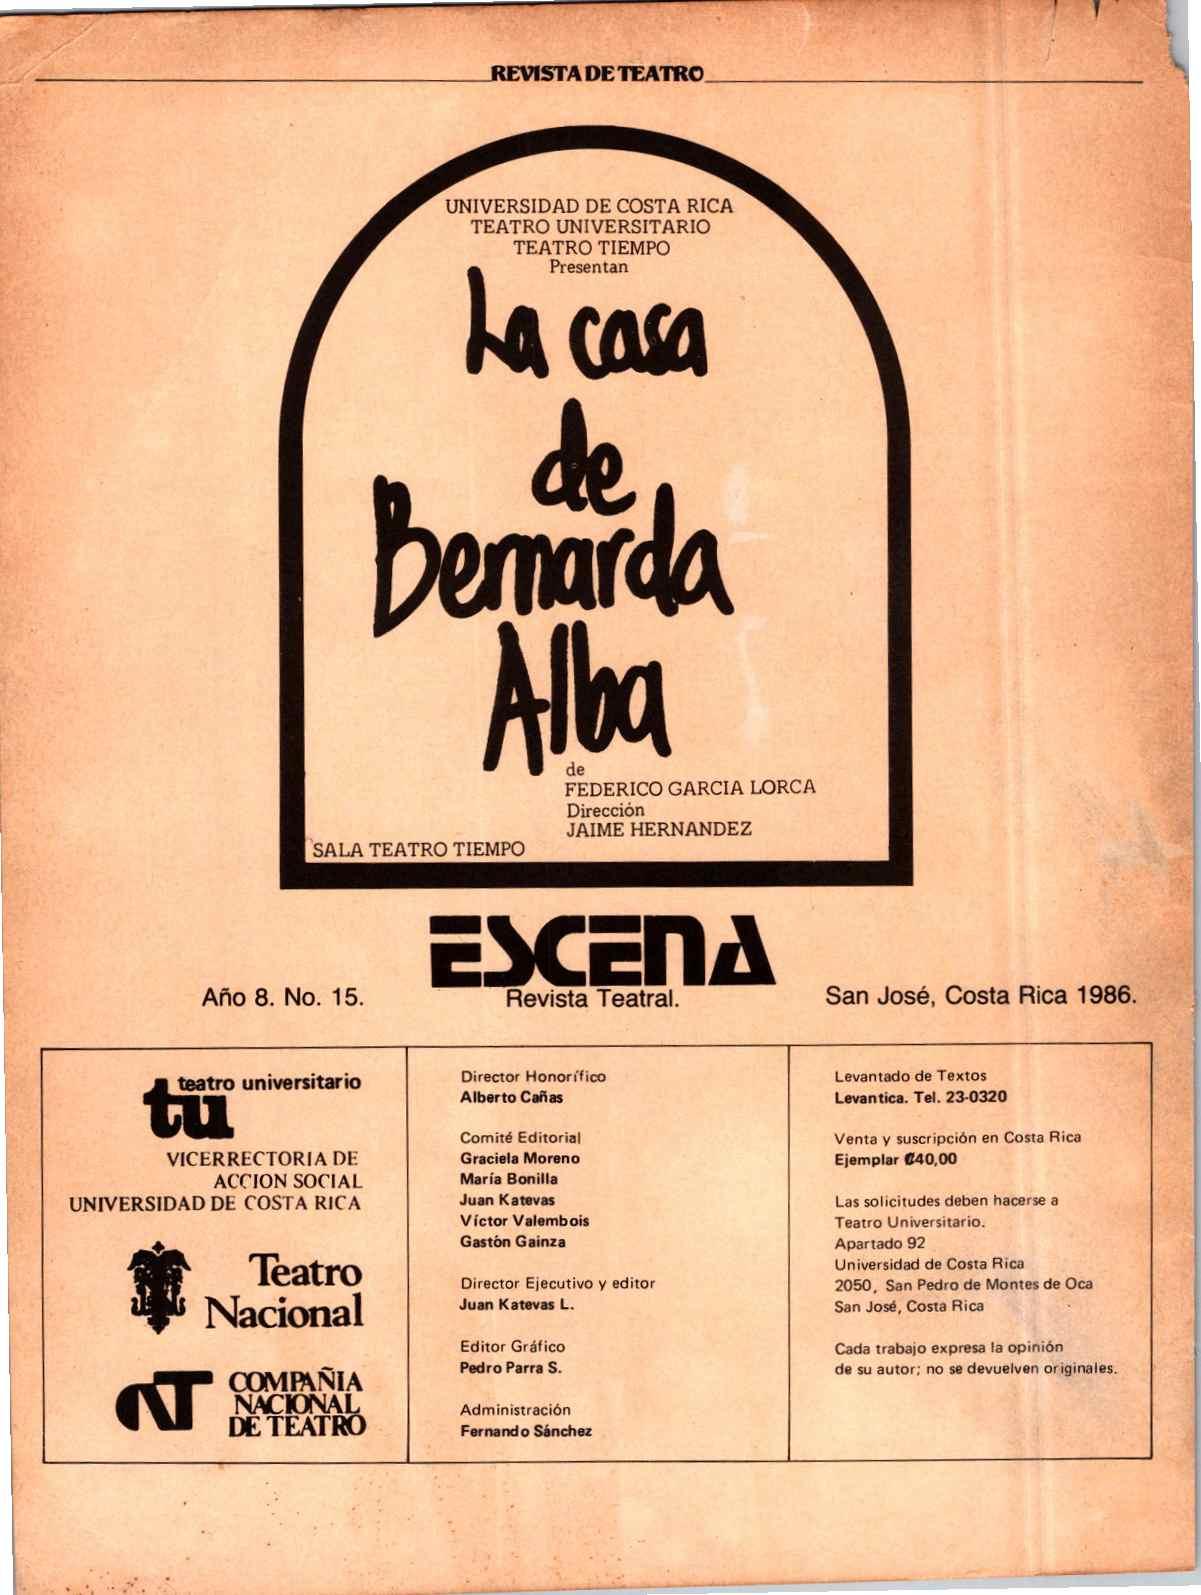 REVISTA DE TEATRO
UNIVERSIDAD DE COSTA RICA
TEATRO UNIVERSITARIO
TEATRO TIEMPO
Presentan
La casa
de
Bernarda
Alba
de
FEDERICO GARCIA LORCA
Dirección
JAIME HERNANDEZ
SALA TEATRO TIEMPO
ESCENA
Año 8. No. 15.
Revista Teatral.
San José, Costa Rica 1986.
teatro universitario
tu
VICERRECTORIA DE
ACCION SOCIAL
UNIVERSIDAD DE COSTA RICA
Teatro
Nacional
COMPAÑIA
NACIONAL
DE TEATRO
Director Honorífico
Alberto Cañas
Comité Editorial
Graciela Moreno
María Bonilla
Juan Katevas
Víctor Valembois
Gastón Gainza
Director Ejecutivo y editor
Juan Katevas L.
Editor Gráfico
Pedro Parra S.
Administración
Fernando Sánchez
Levantado de Textos
Levantica. Tel. 23-0320
Venta y suscripción en Costa Rica
Ejemplar ₡40,00
Las solicitudes deben hacerse a
Teatro Universitario.
Apartado 92
Universidad de Costa Rica
2050, San Pedro de Montes de Oca
San José, Costa Rica
Cada trabajo expresa la opinión
de su autor; no se devuelven originales.